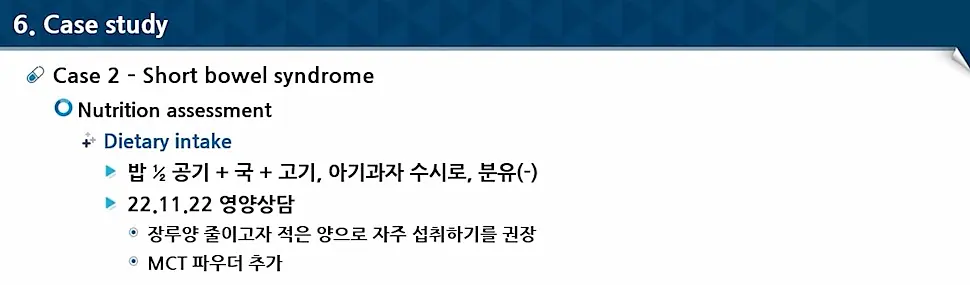 6. Case study
Case 2 - Short bowel syndrome
Nutrition assessment
Dietary intake
밥 ½ 공기 + 국 + 고기, 아기과자 수시로, 분유(-)
22.11.22 영양상담
장루양 줄이고자 적은 양으로 자주 섭취하기를 권장
MCT 파우더 추가